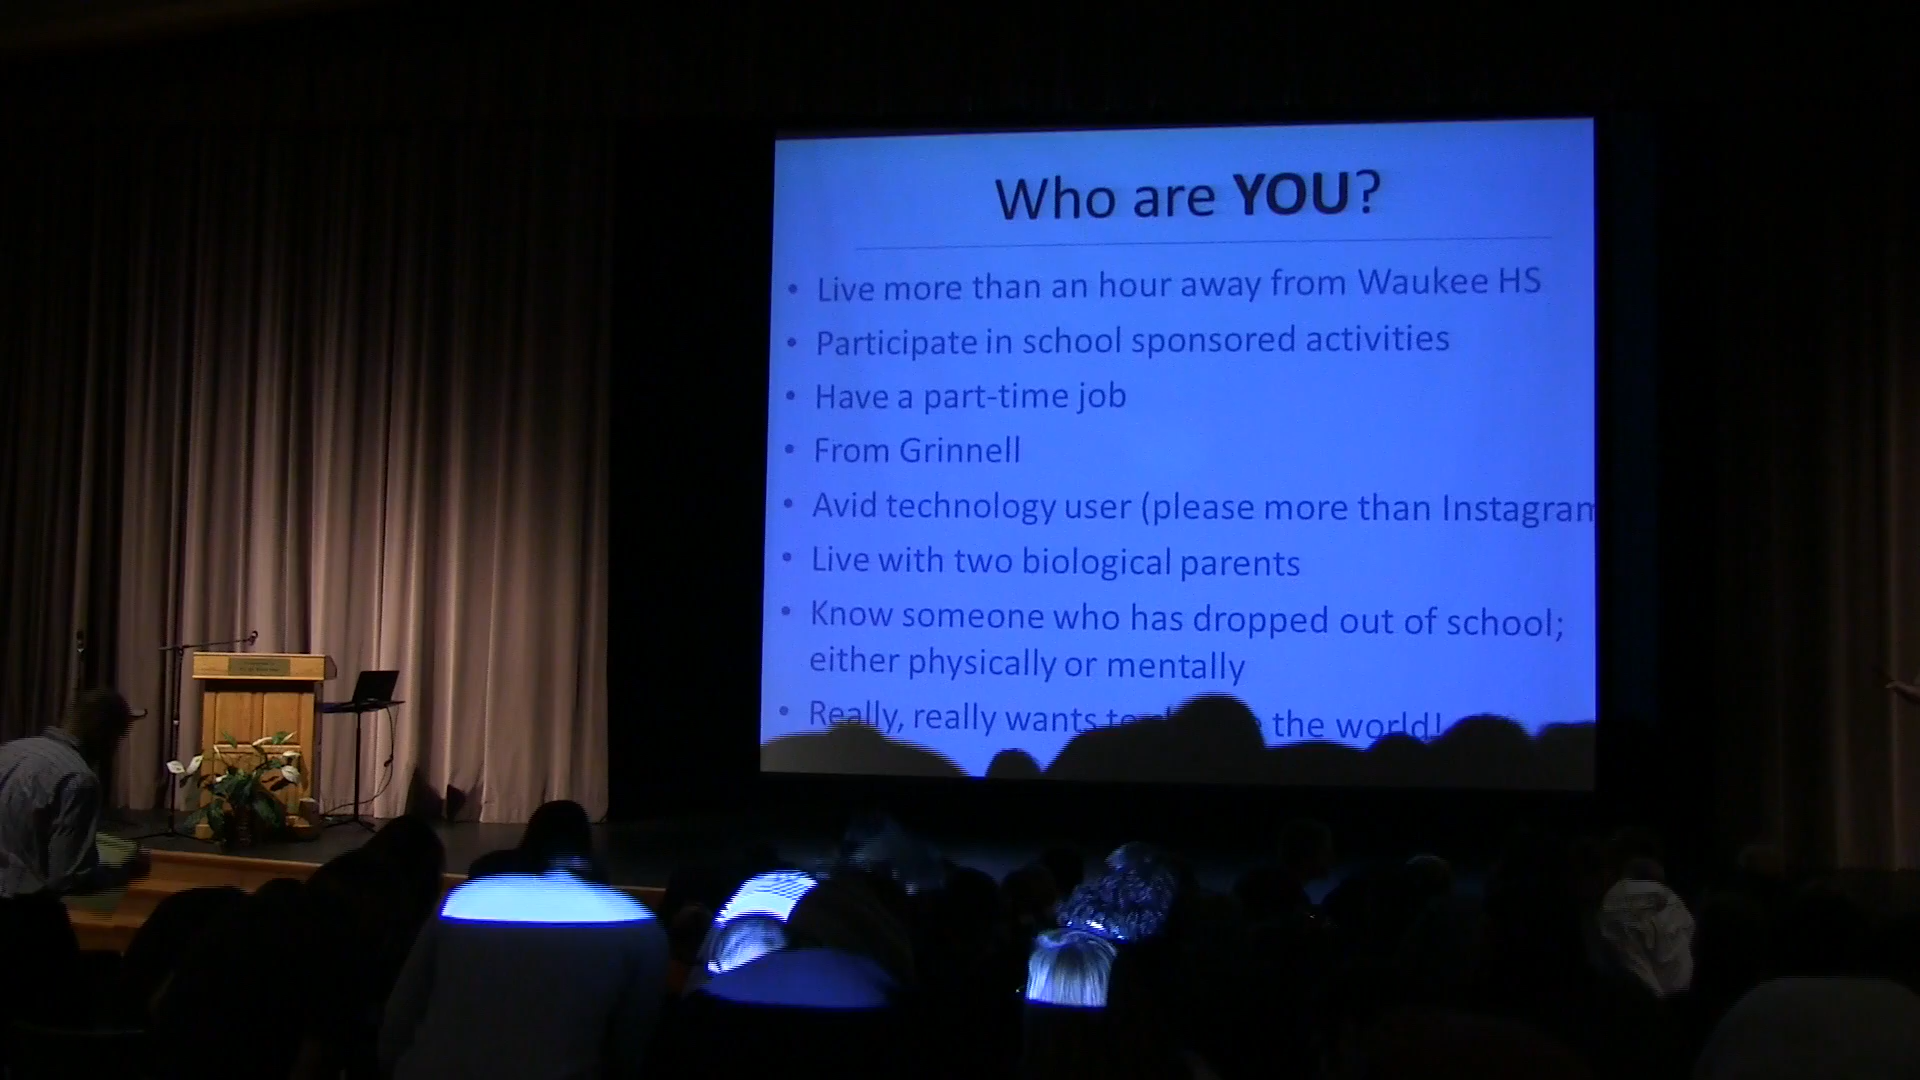 Who are YOU?
• Live more than an hour away from Waukee HS
• Participate in school sponsored activities
• Have a part-time job
• From Grinnell
• Avid technology user (please more than Instagram
• Live with two biological parents
• Know someone who has dropped out of school;
either physically or mentally
• Really, really wants to the world!